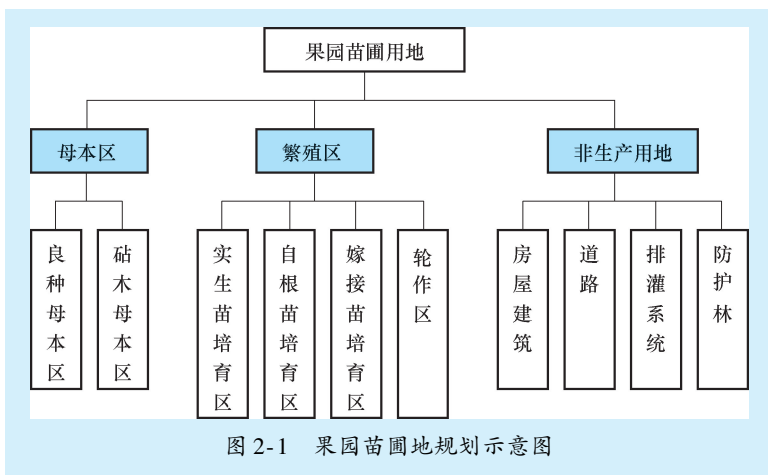 果园苗圃用地
母本区
繁殖区
非生产用地
良种母本区
砧木母本区
实生苗培育区
自根苗培育区
嫁接苗培育区
轮作区
房屋建筑
道路
排灌系统
防护林
图 2-1 果园苗圃地规划示意图